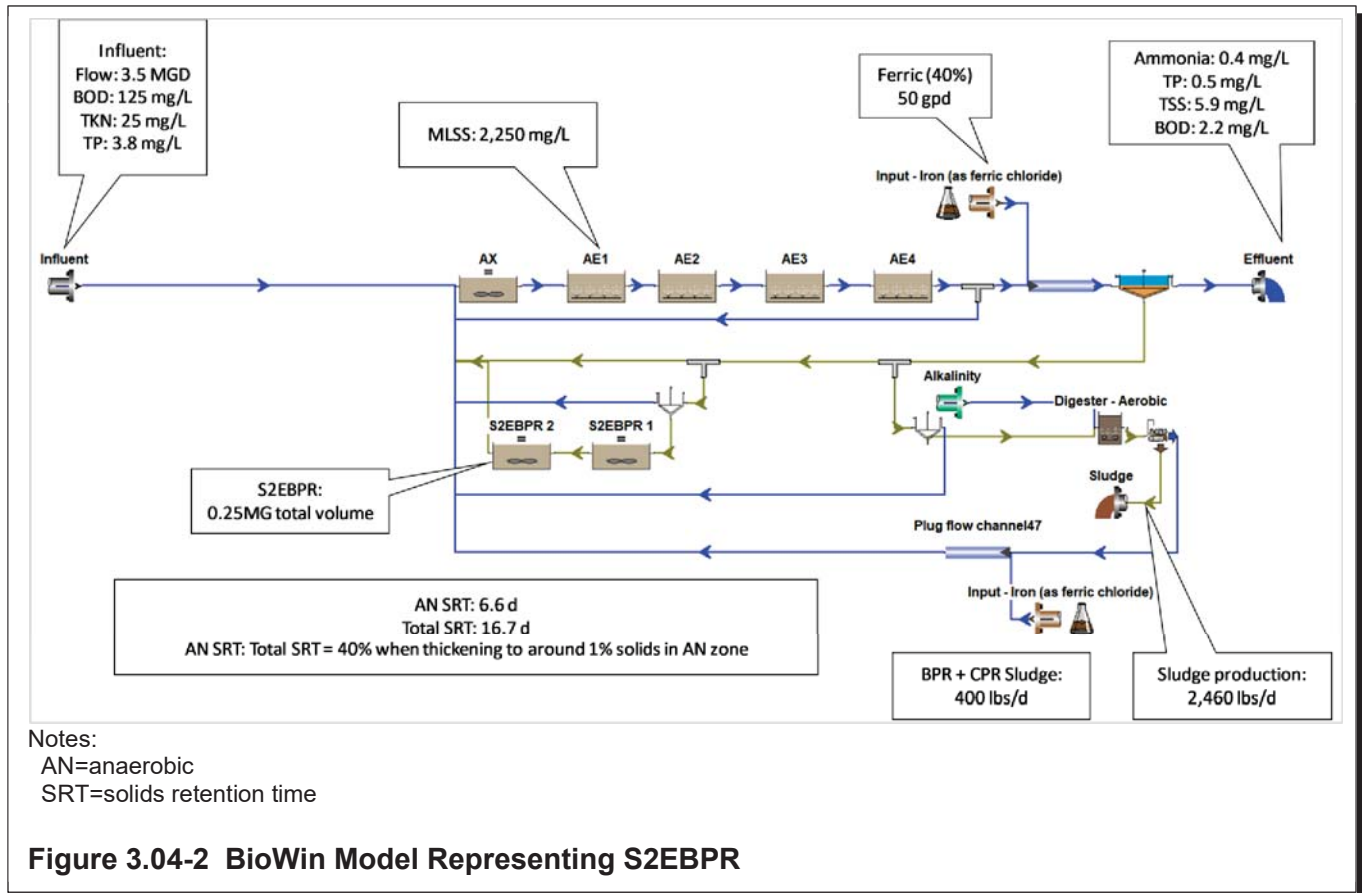 Influent:
Flow: 3.5 MGD
BOD: 125 mg/L
TKN: 25 mg/L
TP: 3.8 mg/L
MLSS: 2,250 mg/L
Ferric (40%)
50 gpd
Ammonia: 0.4 mg/L
TP: 0.5 mg/L
TSS: 5.9 mg/L
BOD: 2.2 mg/L
Input - Iron (as ferric chloride)
Influent
AX
AE1
AE2
AE3
AE4
Effluent
Alkalinity
Digester - Aerobic
S2EBPR 2
S2EBPR 1
S2EBPR:
0.25MG total volume
Sludge
Plug flow channel47
Input - Iron (as ferric chloride)
AN SRT: 6.6 d
Total SRT: 16.7 d
AN SRT: Total SRT = 40% when thickening to around 1% solids in AN zone
BPR + CPR Sludge:
400 lbs/d
Sludge production:
2,460 lbs/d
Notes:
AN=anaerobic
SRT=solids retention time
Figure 3.04-2 BioWin Model Representing S2EBPR